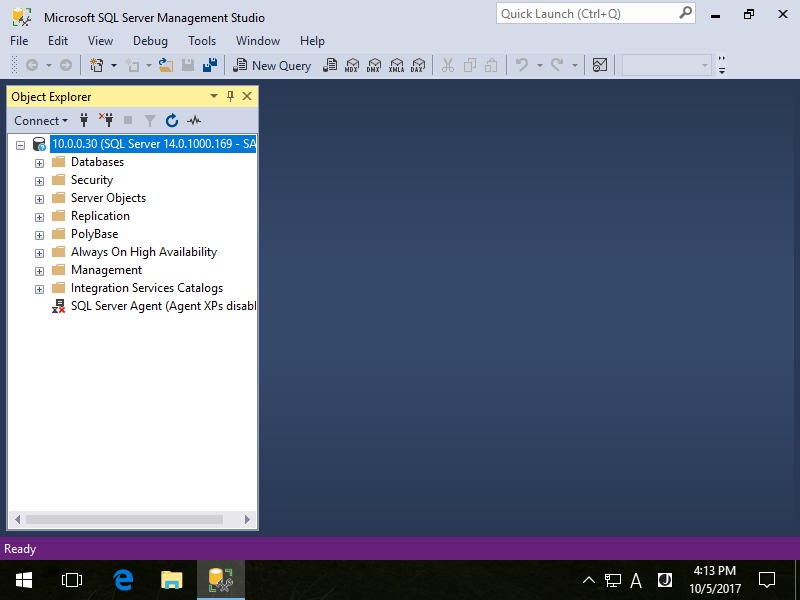 Microsoft SQL Server Management Studio
Quick Launch (Ctrl+Q)
File Edit View Debug Tools Window Help
New Query MDX DMX XMLA DAX
Object Explorer
Connect
10.0.0.30 (SQL Server 14.0.1000.169 - SA
Databases
Security
Server Objects
Replication
PolyBase
Always On High Availability
Management
Integration Services Catalogs
SQL Server Agent (Agent XPs disabl
Ready
A
4:13 PM
10/5/2017